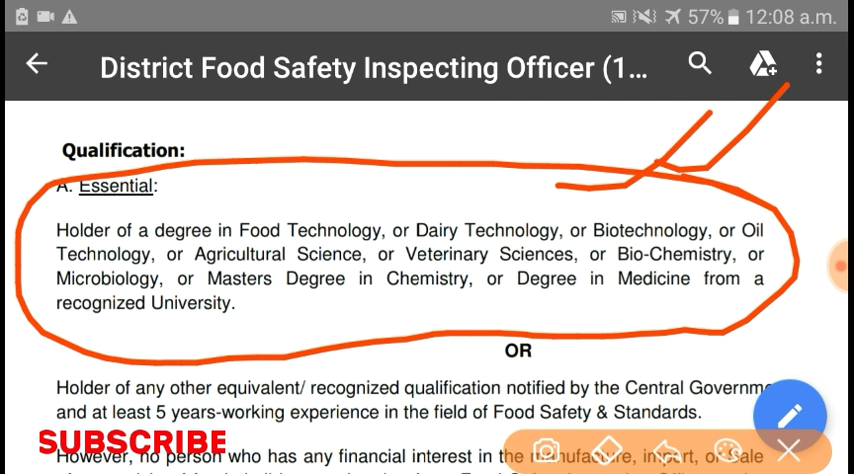 57% 12:08 a.m.
District Food Safety Inspecting Officer (1...
Qualification:
A. Essential:
Holder of a degree in Food Technology, or Dairy Technology, or Biotechnology, or Oil
Technology, or Agricultural Science, or Veterinary Sciences, or Bio-Chemistry, or
Microbiology, or Masters Degree in Chemistry, or Degree in Medicine from a
recognized University.
OR
Holder of any other equivalent/ recognized qualification notified by the Central
and at least 5 years-working experience in the field of Food Safety & Standards.
SUBSCRIBE
However, no person who has any financial interest in the manufacture, import, or sale